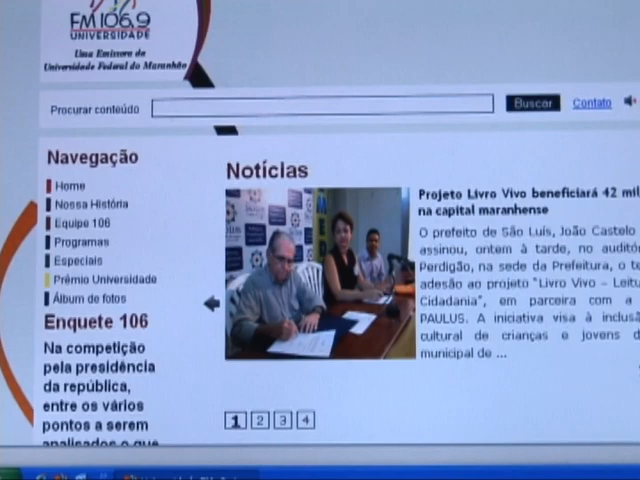 FM 106,9
UNIVERSIDADE
Uma Emissora da
Universidade Federal do Maranhão
Procurar conteúdo
Buscar
Contato
Navegação
Home
Nossa História
Equipe 106
Programas
Especiais
Prêmio Universidade
Álbum de fotos
Enquete 106
Na competição
pela presidência
da república,
entre os vários
pontos a serem
analisados o que
Notícias
Projeto Livro Vivo beneficiará 42 mil
na capital maranhense
O prefeito de São Luís, João Castelo
assinou, ontem à tarde, no auditór
Perdigão, na sede da Prefeitura, o te
adesão ao projeto "Livro Vivo – Leitu
Cidadania", em parceria com a
PAULUS. A iniciativa visa à inclusã
cultural de crianças e jovens d
municipal de ...
1 2 3 4